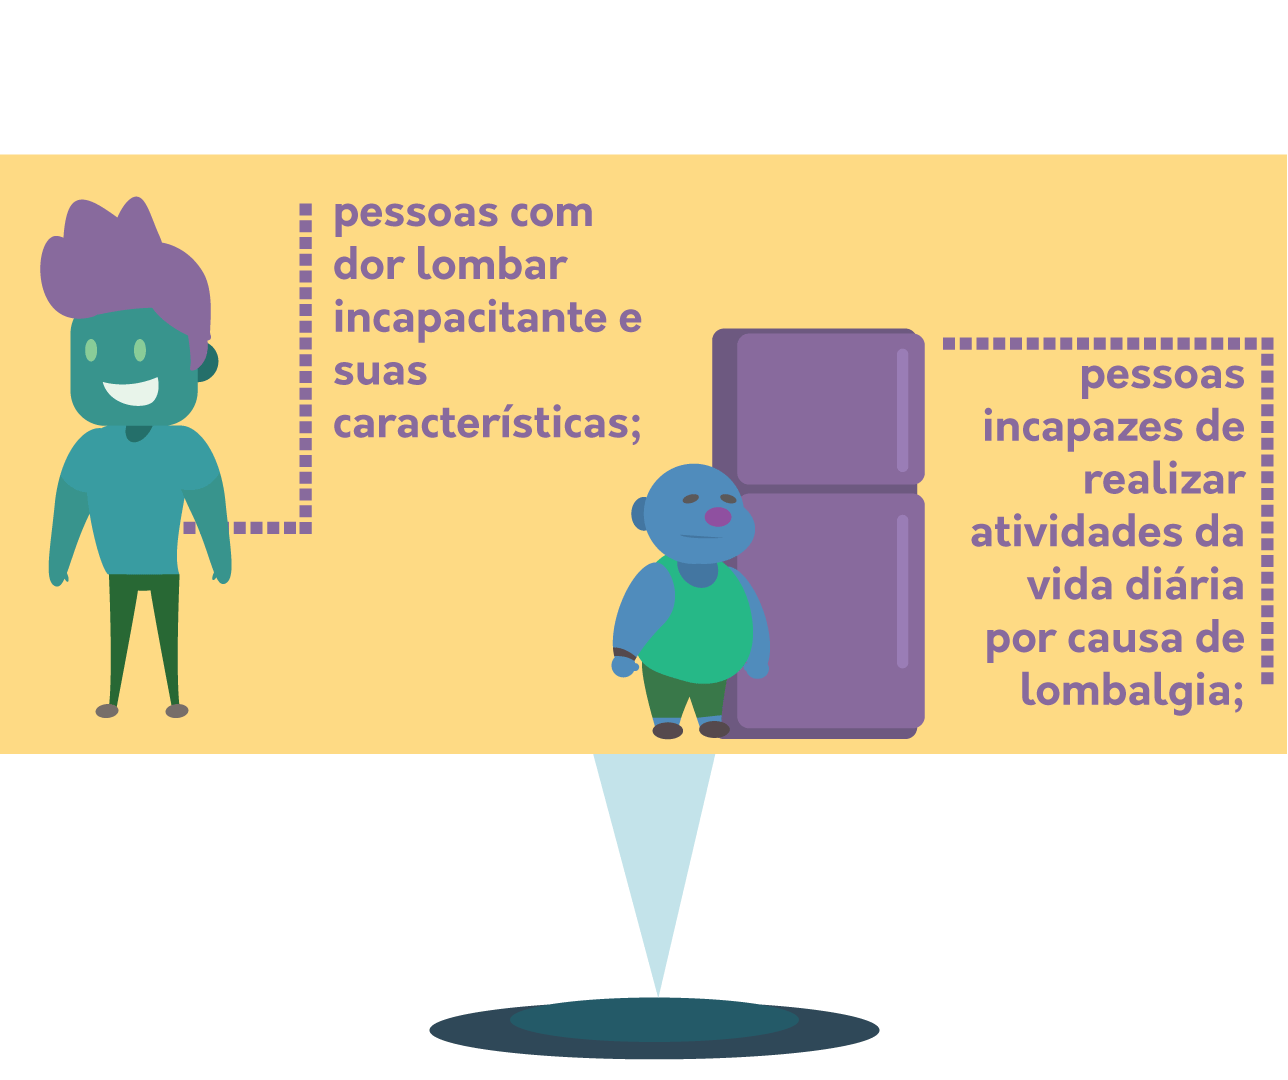 pessoas com
dor lombar
incapacitante e
suas
características;
pessoas
incapazes de
realizar
atividades da
vida diária
por causa de
lombalgia;